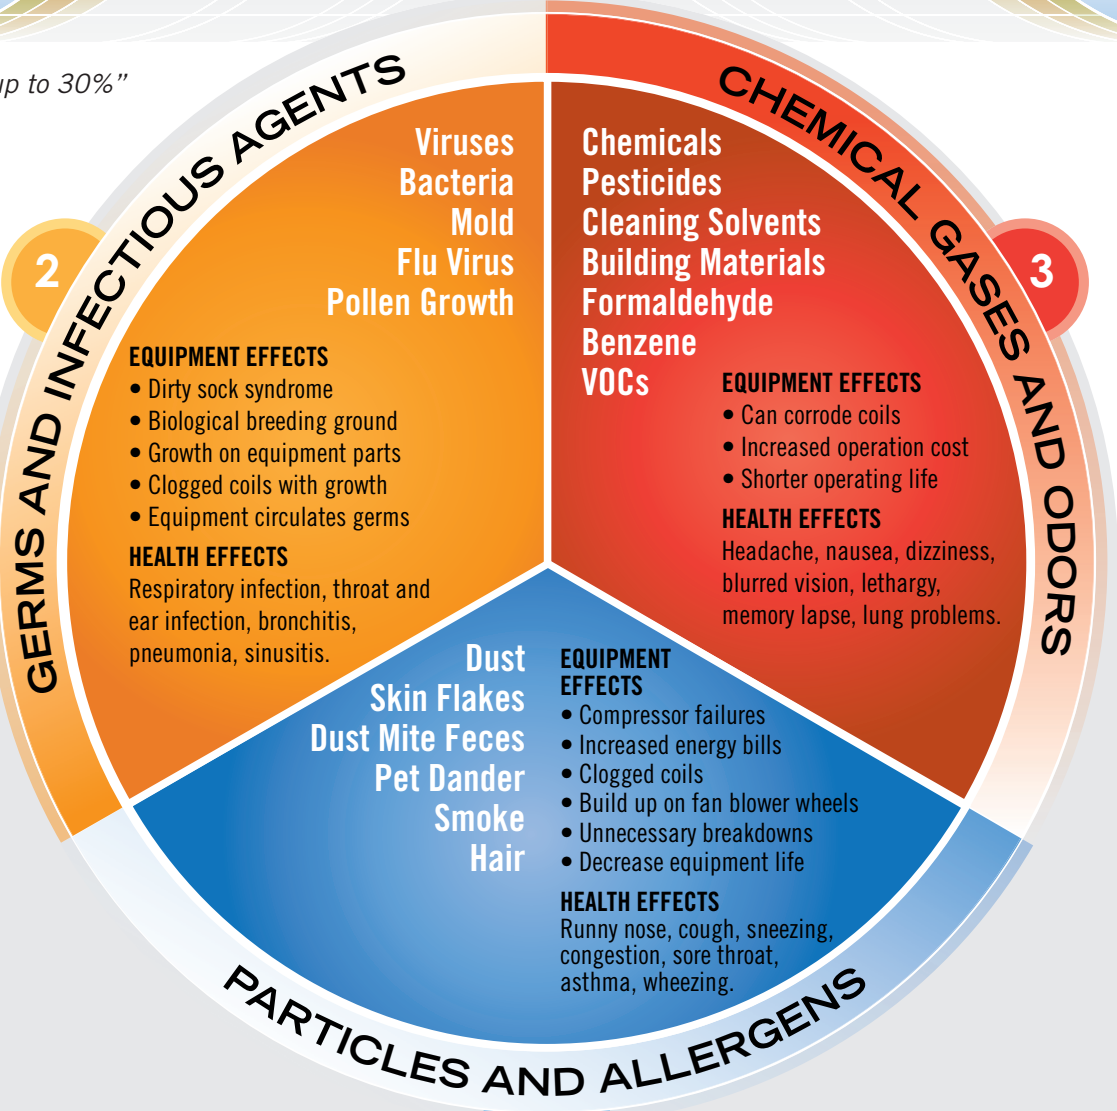 up to 30%”
GERMS AND INFECTIOUS AGENTS
2
Viruses
Bacteria
Mold
Flu Virus
Pollen Growth
EQUIPMENT EFFECTS
• Dirty sock syndrome
• Biological breeding ground
• Growth on equipment parts
• Clogged coils with growth
• Equipment circulates germs
HEALTH EFFECTS
Respiratory infection, throat and
ear infection, bronchitis,
pneumonia, sinusitis.
CHEMICAL GASES AND ODORS
3
Chemicals
Pesticides
Cleaning Solvents
Building Materials
Formaldehyde
Benzene
VOCs
EQUIPMENT EFFECTS
• Can corrode coils
• Increased operation cost
• Shorter operating life
HEALTH EFFECTS
Headache, nausea, dizziness,
blurred vision, lethargy,
memory lapse, lung problems.
Dust
Skin Flakes
Dust Mite Feces
Pet Dander
Smoke
Hair
EQUIPMENT
EFFECTS
• Compressor failures
• Increased energy bills
• Clogged coils
• Build up on fan blower wheels
• Unnecessary breakdowns
• Decrease equipment life
HEALTH EFFECTS
Runny nose, cough, sneezing,
congestion, sore throat,
asthma, wheezing.
PARTICLES AND ALLERGENS